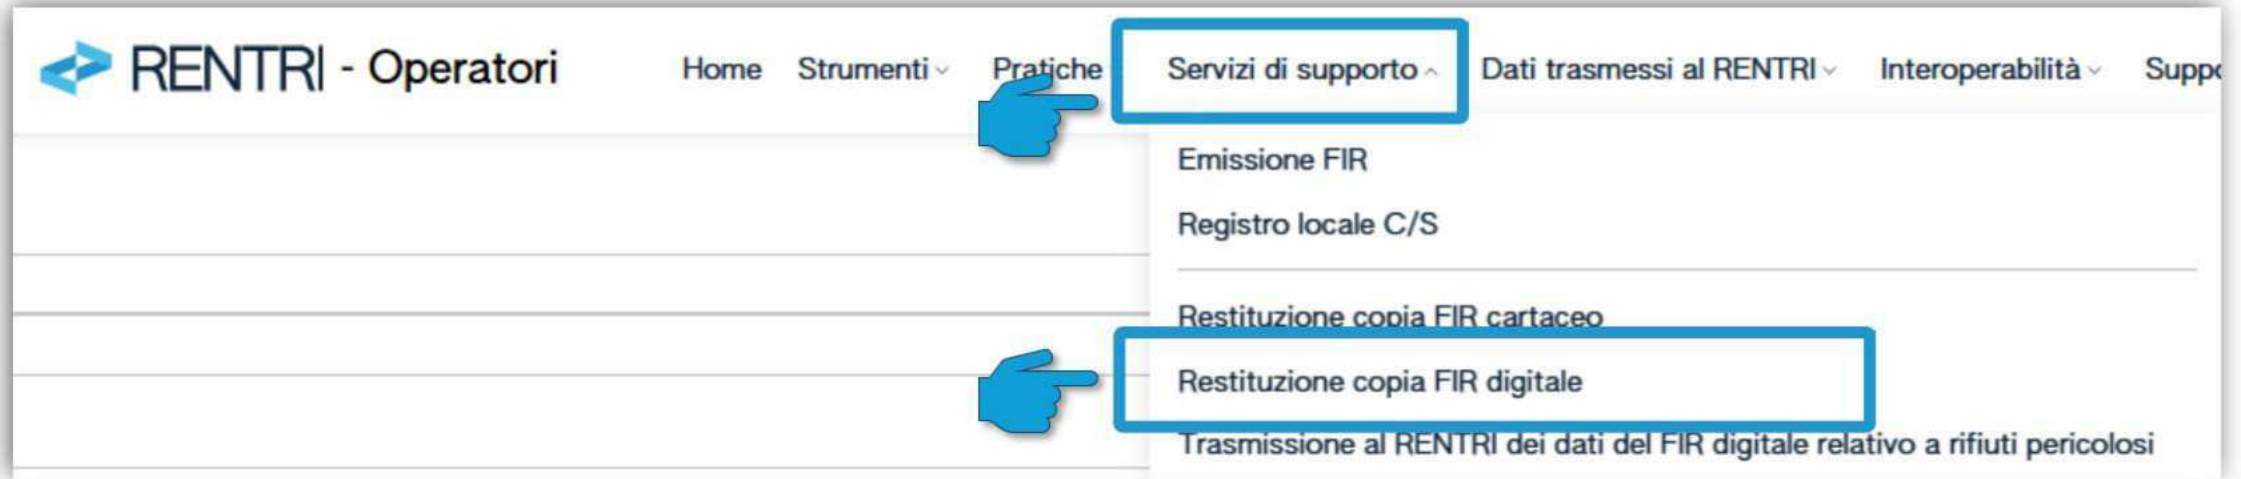 RENTRI - Operatori Home Strumenti Pratiche Servizi di supporto Dati trasmessi al RENTRI Interoperabilità
Emissione FIR
Registro locale C/S
Restituzione copia FIR cartaceo
Restituzione copia FIR digitale
Trasmissione al RENTRI dei dati del FIR digitale relativo a rifiuti pericolosi